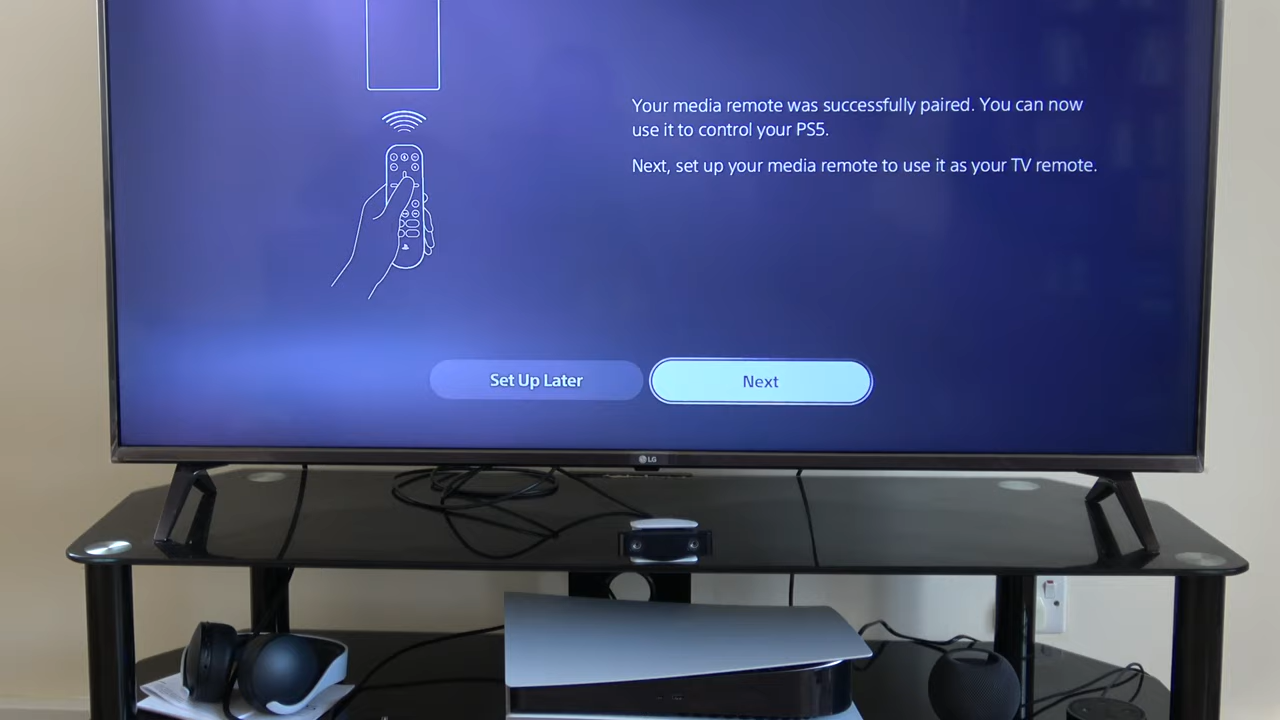 Your media remote was successfully paired. You can now
use it to control your PS5.
Next, set up your media remote to use it as your TV remote.
Set Up Later
Next
LG